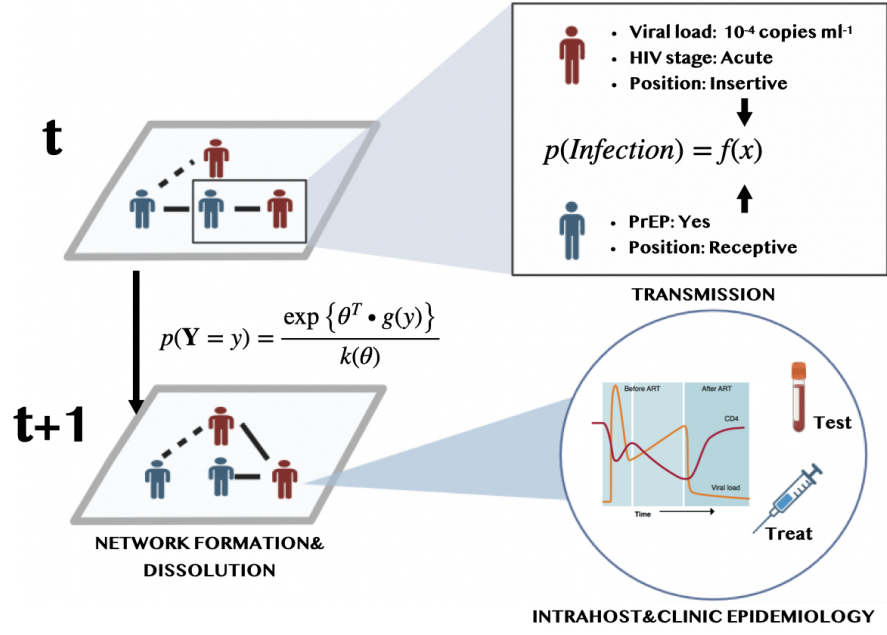 t
• Viral load: 10⁻⁴ copies ml⁻¹
• HIV stage: Acute
• Position: Insertive
p(Infection) = f(x)
• PrEP: Yes
• Position: Receptive
TRANSMISSION
p(Y = y) = exp {θᵀ • g(y)} / k(θ)
t+1
NETWORK FORMATION&
DISSOLUTION
Before ART After ART
CD4
Viral load
Time
Test
Treat
INTRAHOST&CLINIC EPIDEMIOLOGY